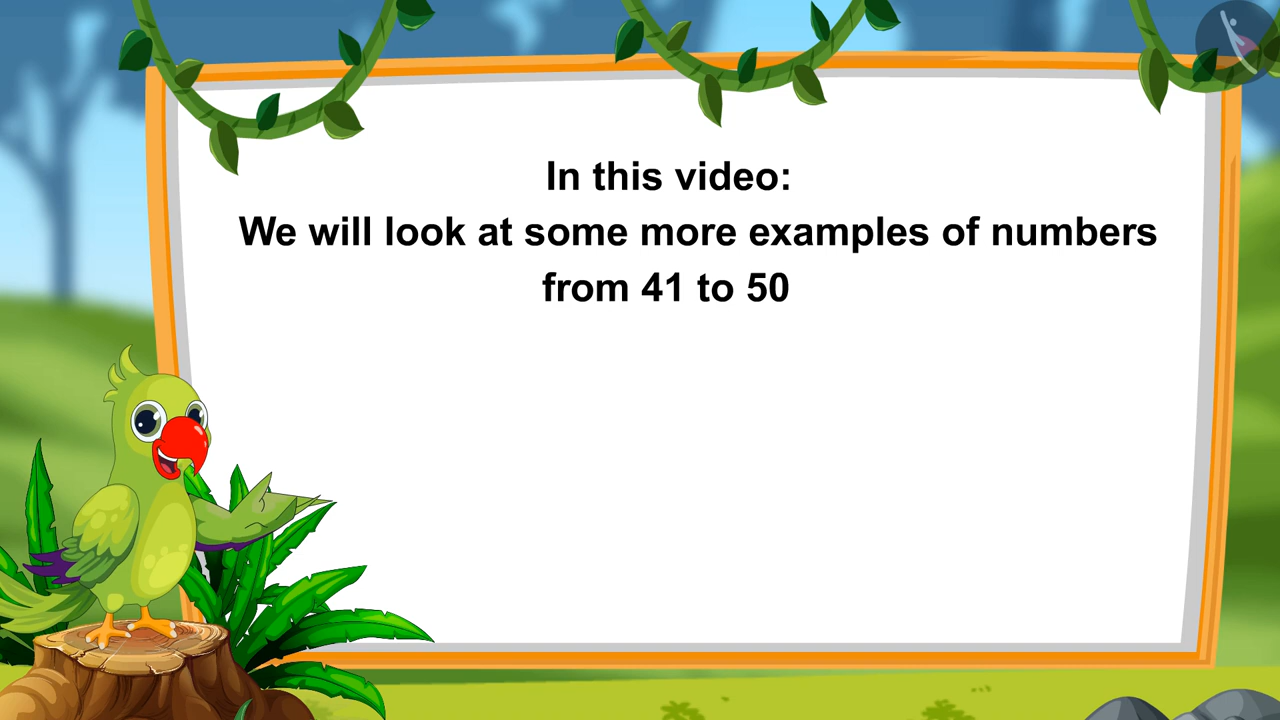 In this video:
We will look at some more examples of numbers
from 41 to 50